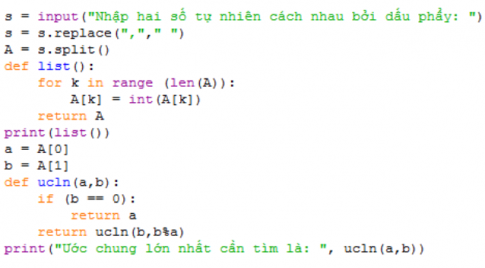 s = input("Nhập hai số tự nhiên cách nhau bởi dấu phẩy: ")
s = s.replace(","," ")
A = s.split()
def list():
    for k in range (len(A)):
        A[k] = int(A[k])
    return A
print(list())
a = A[0]
b = A[1]
def ucln(a,b):
    if (b == 0):
        return a
    return ucln(b,b%a)
print("Ước chung lớn nhất cần tìm là: ", ucln(a,b))